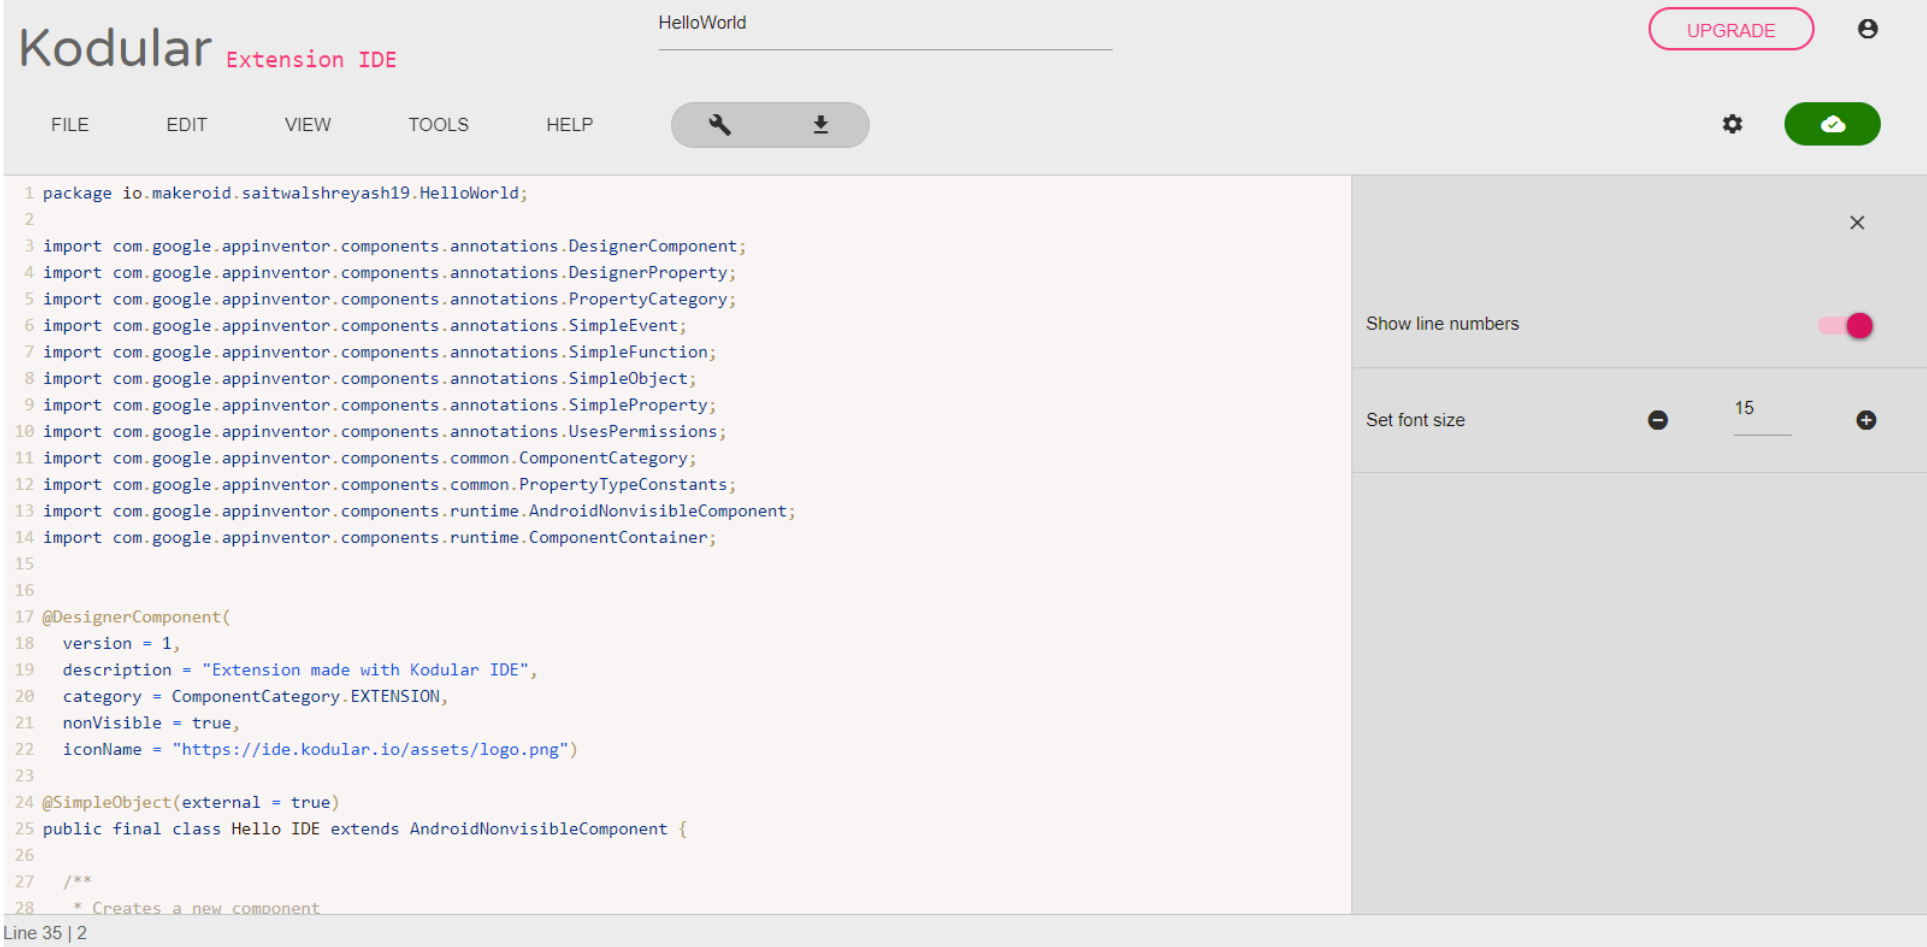 Kodular Extension IDE
HelloWorld
UPGRADE
FILE EDIT VIEW TOOLS HELP
1 package io.makeroid.saitwalshreyash19.HelloWorld;
2
3 import com.google.appinventor.components.annotations.DesignerComponent;
4 import com.google.appinventor.components.annotations.DesignerProperty;
5 import com.google.appinventor.components.annotations.PropertyCategory;
6 import com.google.appinventor.components.annotations.SimpleEvent;
7 import com.google.appinventor.components.annotations.SimpleFunction;
8 import com.google.appinventor.components.annotations.SimpleObject;
9 import com.google.appinventor.components.annotations.SimpleProperty;
10 import com.google.appinventor.components.annotations.UsesPermissions;
11 import com.google.appinventor.components.common.ComponentCategory;
12 import com.google.appinventor.components.common.PropertyTypeConstants;
13 import com.google.appinventor.components.runtime.AndroidNonvisibleComponent;
14 import com.google.appinventor.components.runtime.ComponentContainer;
15
16
17 @DesignerComponent(
18   version = 1,
19   description = "Extension made with Kodular IDE",
20   category = ComponentCategory.EXTENSION,
21   nonVisible = true,
22   iconName = "https://ide.kodular.io/assets/logo.png")
23
24 @SimpleObject(external = true)
25 public final class Hello IDE extends AndroidNonvisibleComponent {
26
27   /**
28    * Creates a new component
Show line numbers
Set font size 15
Line 35 | 2